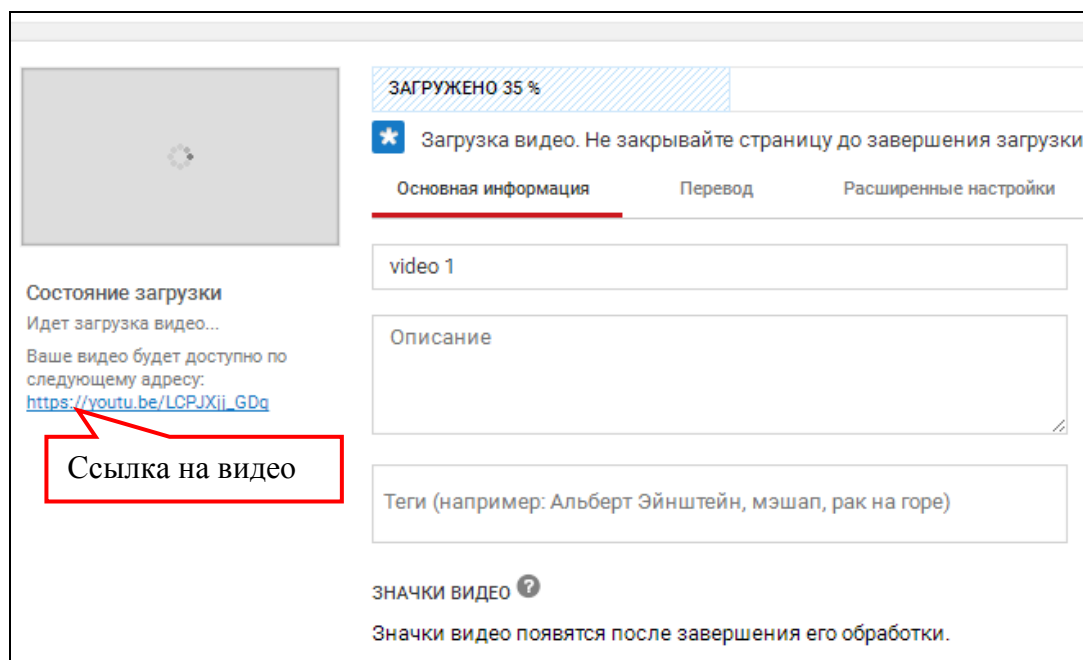 ЗАГРУЖЕНО 35 %
Загрузка видео. Не закрывайте страницу до завершения загрузки
Основная информация Перевод Расширенные настройки
video 1
Состояние загрузки
Идет загрузка видео...
Ваше видео будет доступно по
следующему адресу:
https://youtu.be/LCPJXjj_GDq
Ссылка на видео
Описание
Теги (например: Альберт Эйнштейн, мэшап, рак на горе)
ЗНАЧКИ ВИДЕО ?
Значки видео появятся после завершения его обработки.